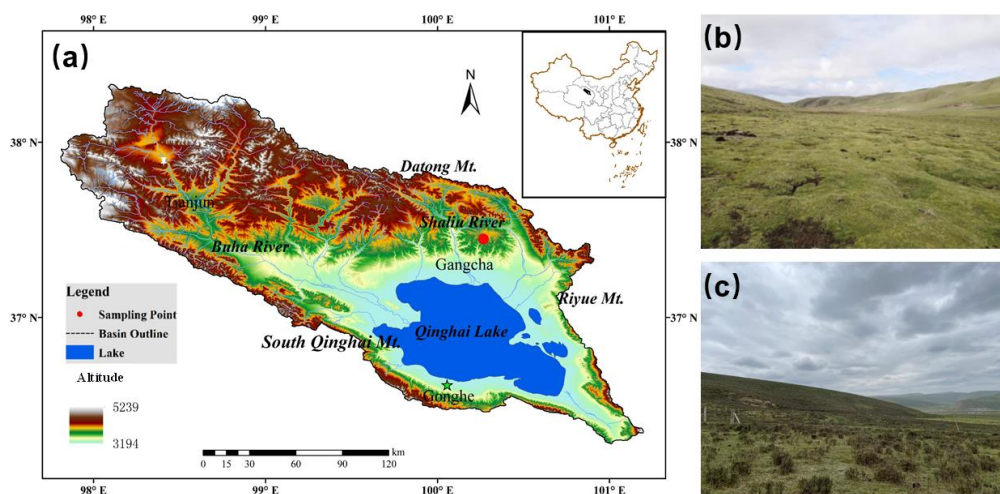 98° E
99° E
100° E
101° E
(a)
N
38° N
38° N
Datong Mt.
Tianjun
Shaliu River
Buha River
Gangcha
Riyue Mt.
37° N
37° N
Legend
Sampling Point
Basin Outline
Lake
Qinghai Lake
South Qinghai Mt.
Altitude
Gonghe
5239
3194
0 15 30 60 90 120
km
98° E
99° E
100° E
101° E
(b)
(c)